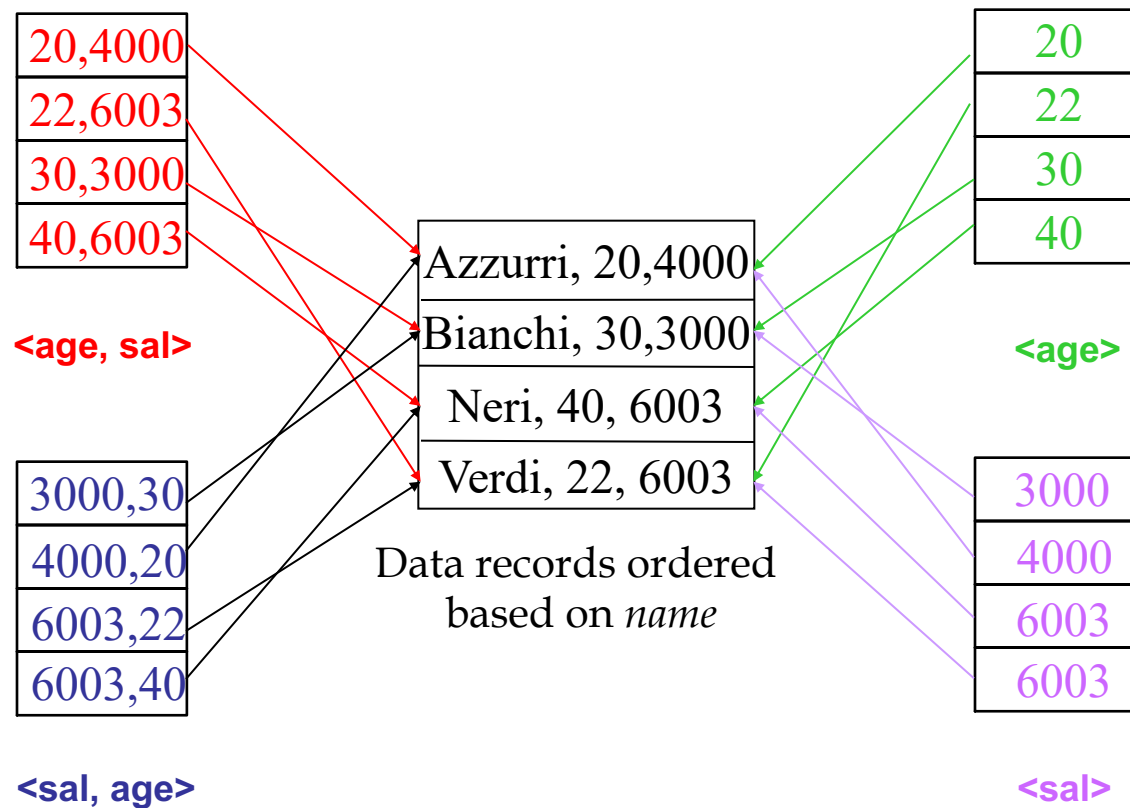 20,4000
22,6003
30,3000
40,6003
<age, sal>
3000,30
4000,20
6003,22
6003,40
<sal, age>
Azzurri, 20,4000
Bianchi, 30,3000
Neri, 40, 6003
Verdi, 22, 6003
Data records ordered
based on name
20
22
30
40
<age>
3000
4000
6003
6003
<sal>